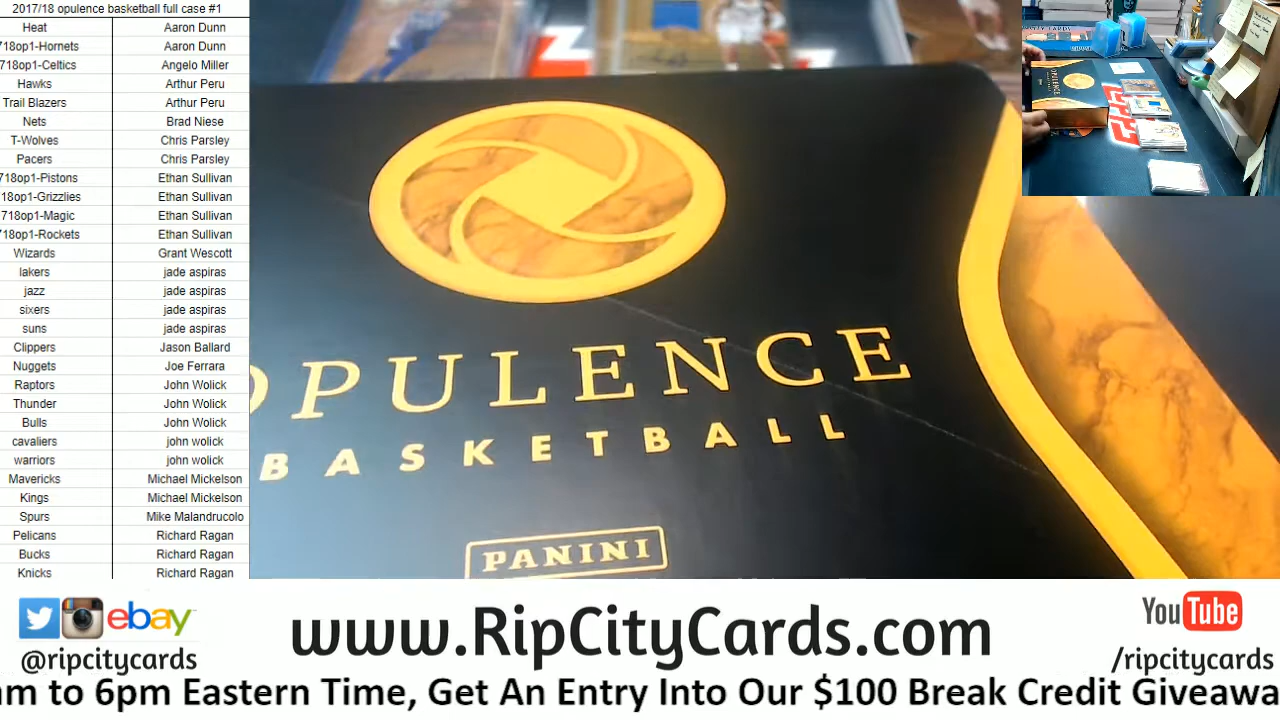 2017/18 opulence basketball full case #1
Heat Aaron Dunn
718op1-Hornets Aaron Dunn
718op1-Celtics Angelo Miller
Hawks Arthur Peru
Trail Blazers Arthur Peru
Nets Brad Niese
T-Wolves Chris Parsley
Pacers Chris Parsley
718op1-Pistons Ethan Sullivan
18op1-Grizzlies Ethan Sullivan
718op1-Magic Ethan Sullivan
718op1-Rockets Ethan Sullivan
Wizards Grant Wescott
lakers jade aspiras
jazz jade aspiras
sixers jade aspiras
suns jade aspiras
Clippers Jason Ballard
Nuggets Joe Ferrara
Raptors John Wolick
Thunder John Wolick
Bulls John Wolick
cavaliers john wolick
warriors john wolick
Mavericks Michael Mickelson
Kings Michael Mickelson
Spurs Mike Malandrucolo
Pelicans Richard Ragan
Bucks Richard Ragan
Knicks Richard Ragan
OPULENCE
BASKETBALL
PANINI
ebay
@ripcitycards
www.RipCityCards.com
YouTube
/ripcitycards
am to 6pm Eastern Time, Get An Entry Into Our $100 Break Credit Giveawa